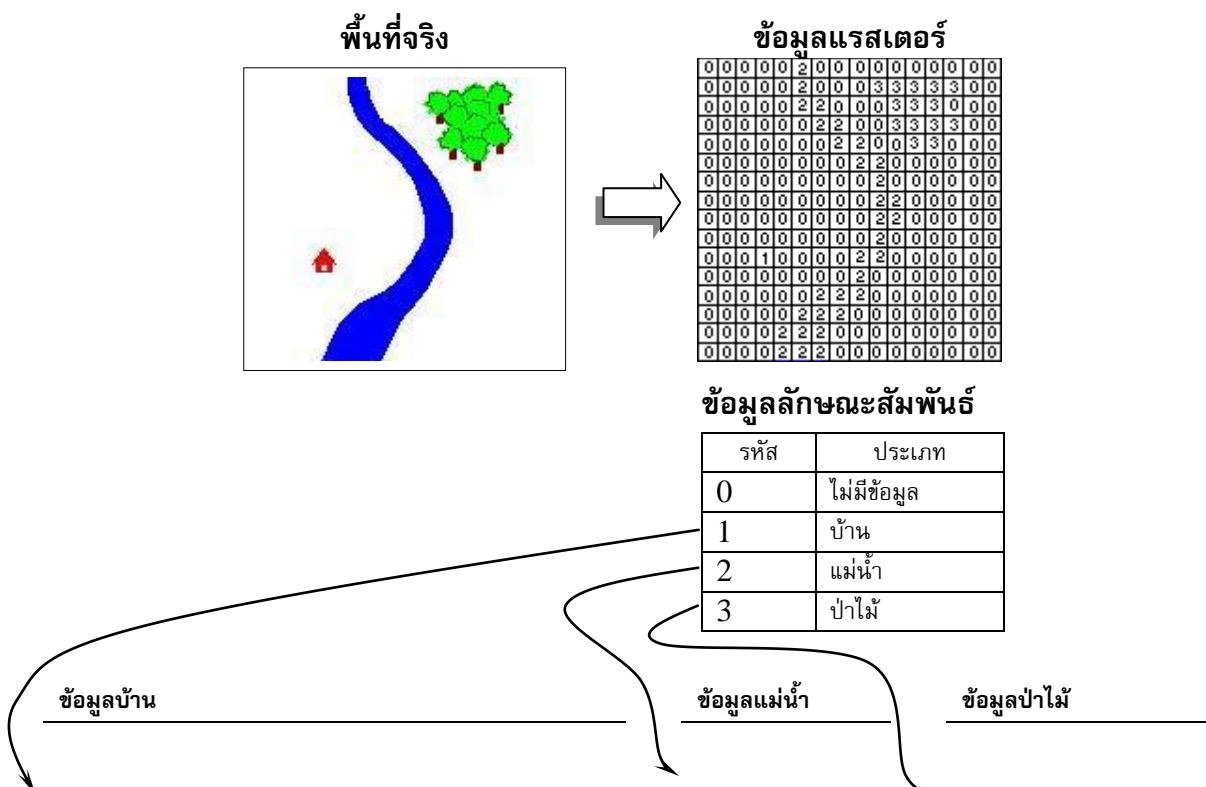 พื้นที่จริง
ข้อมูลแรสเตอร์
0 0 0 0 0 2 0 0 0 0 0 0 0 0 0 0
0 0 0 0 0 2 0 0 0 3 3 3 3 3 0 0
0 0 0 0 0 2 2 0 0 0 3 3 3 0 0 0
0 0 0 0 0 0 2 2 0 0 3 3 3 3 0 0
0 0 0 0 0 0 0 2 2 0 0 3 3 0 0 0
0 0 0 0 0 0 0 0 2 2 0 0 0 0 0 0
0 0 0 0 0 0 0 0 0 2 0 0 0 0 0 0
0 0 0 0 0 0 0 0 0 2 2 0 0 0 0 0
0 0 0 0 0 0 0 0 0 2 2 0 0 0 0 0
0 0 0 0 0 0 0 0 0 2 0 0 0 0 0 0
0 0 0 1 0 0 0 0 2 2 0 0 0 0 0 0
0 0 0 0 0 0 0 0 2 0 0 0 0 0 0 0
0 0 0 0 0 0 2 2 2 0 0 0 0 0 0 0
0 0 0 0 0 2 2 2 0 0 0 0 0 0 0 0
0 0 0 0 2 2 2 0 0 0 0 0 0 0 0 0
0 0 0 0 2 2 2 0 0 0 0 0 0 0 0 0
ข้อมูลลักษณะสัมพันธ์
รหัส ประเภท
0 ไม่มีข้อมูล
1 บ้าน
2 แม่น้ำ
3 ป่าไม้
ข้อมูลบ้าน
ข้อมูลแม่น้ำ
ข้อมูลป่าไม้